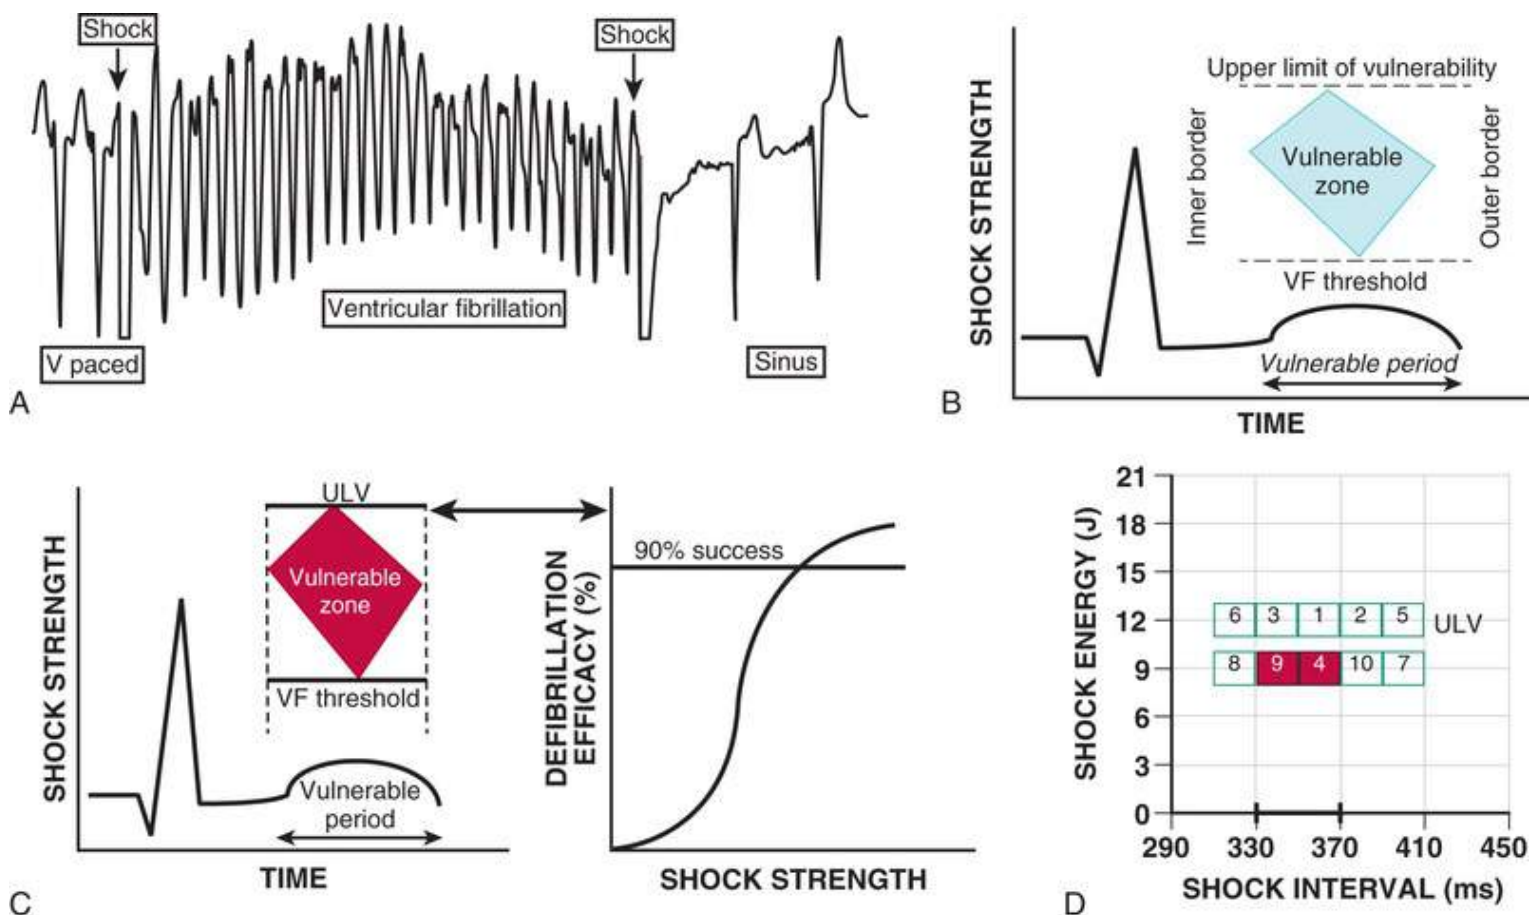 Shock
Shock
Ventricular fibrillation
V paced
Sinus
A
SHOCK STRENGTH
Upper limit of vulnerability
Inner border
Vulnerable
zone
Outer border
VF threshold
Vulnerable period
TIME
B
SHOCK STRENGTH
ULV
Vulnerable
zone
VF threshold
Vulnerable
period
TIME
DEFIBRILLATION
EFFICACY (%)
90% success
SHOCK STRENGTH
C
SHOCK ENERGY (J)
21
18
15
12
9
6
3
0
6 3 1 2 5 ULV
8 9 4 10 7
290 330 370 410 450
SHOCK INTERVAL (ms)
D